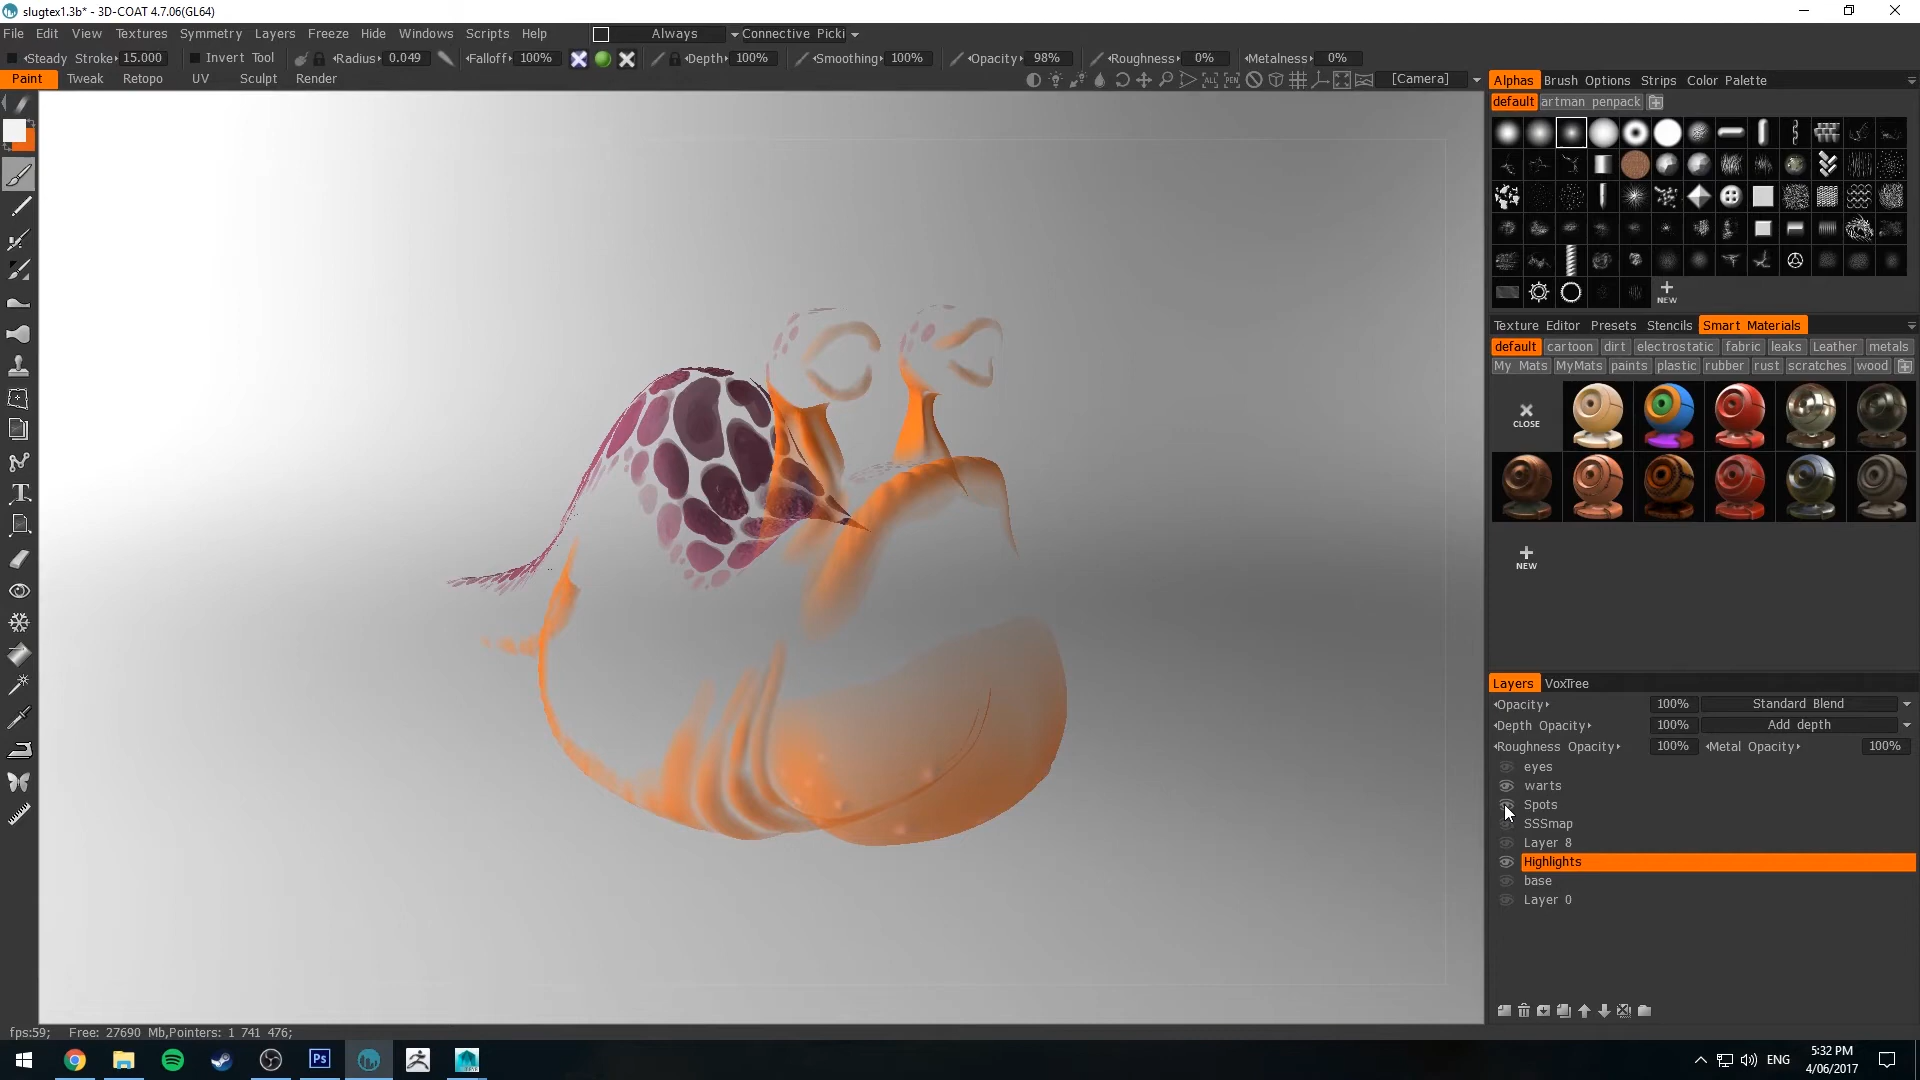 slugtex1.3b* - 3D-COAT 4.7.06(GL64)
File Edit View Textures Symmetry Layers Freeze Hide Windows Scripts Help Always Connective Picki
Steady Stroke 15.000 Invert Tool Radius 0.049 Falloff 100% Depth 100% Smoothing 100% Opacity 98% Roughness 0% Metalness 0%
Paint Tweak Retopo UV Sculpt Render [Camera]
Alphas Brush Options Strips Color Palette
default artman penpack
NEW
Texture Editor Presets Stencils Smart Materials
default cartoon dirt electrostatic fabric leaks Leather metals
My Mats MyMats paints plastic rubber rust scratches wood
CLOSE
NEW
Layers VoxTree
Opacity 100% Standard Blend
Depth Opacity 100% Add depth
Roughness Opacity 100% Metal Opacity 100%
eyes
warts
Spots
SSSmap
Layer 8
Highlights
base
Layer 0
fps:59; Free: 27690 Mb,Pointers: 1 741 476;
Ps
ENG
5:32 PM
4/06/2017